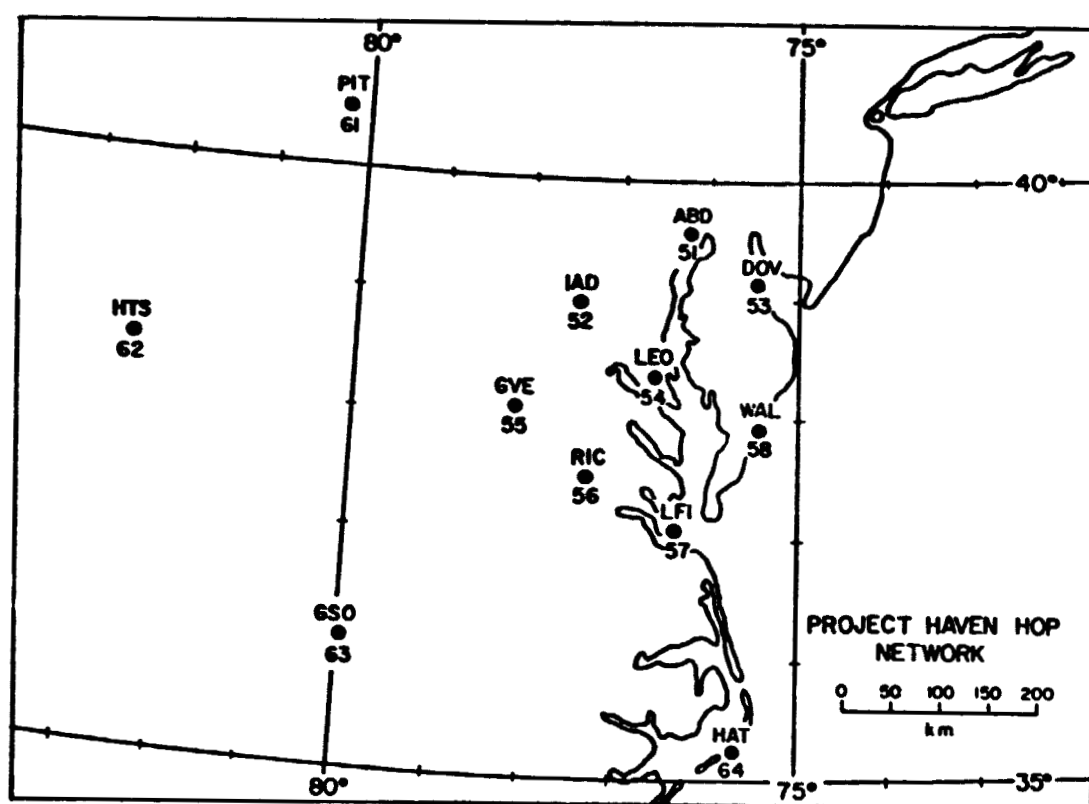 80°
75°
PIT
61
40°
ABD
51
DOV
53
IAD
52
HTS
62
LEO
54
GVE
55
WAL
58
RIC
56
LFI
57
GSO
63
PROJECT HAVEN HOP
NETWORK
0 50 100 150 200
km
HAT
64
80°
75°
35°